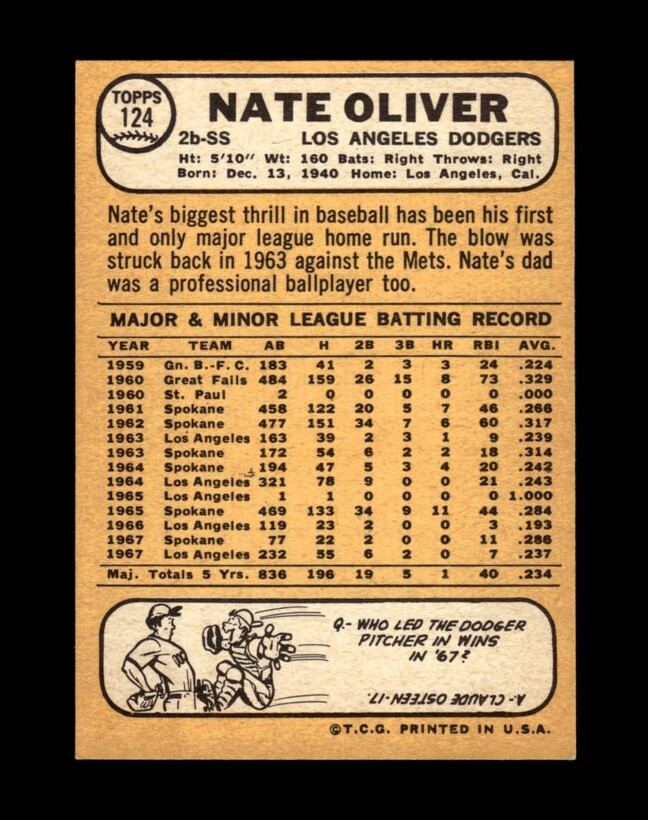 TOPPS
124
NATE OLIVER
2b-SS LOS ANGELES DODGERS
Ht: 5'10" Wt: 160 Bats: Right Throws: Right
Born: Dec. 13, 1940 Home: Los Angeles, Cal.
Nate's biggest thrill in baseball has been his first
and only major league home run. The blow was
struck back in 1963 against the Mets. Nate's dad
was a professional ballplayer too.
MAJOR & MINOR LEAGUE BATTING RECORD
YEAR TEAM AB H 2B 3B HR RBI AVG.
1959 Gn. B.-F. C. 183 41 2 3 3 24 .224
1960 Great Falls 484 159 26 15 8 73 .329
1960 St. Paul 2 0 0 0 0 0 .000
1961 Spokane 458 122 20 5 7 46 .266
1962 Spokane 477 151 34 7 6 60 .317
1963 Los Angeles 163 39 2 3 1 9 .239
1963 Spokane 172 54 6 2 2 18 .314
1964 Spokane 194 47 5 3 4 20 .242
1964 Los Angeles 321 78 9 0 0 21 .243
1965 Los Angeles 1 1 0 0 0 0 1.000
1965 Spokane 469 133 34 9 11 44 .284
1966 Los Angeles 119 23 2 0 0 3 .193
1967 Spokane 77 22 2 0 0 11 .286
1967 Los Angeles 232 55 6 2 0 7 .237
Maj. Totals 5 Yrs. 836 196 19 5 1 40 .234
Q.- WHO LED THE DODGER
PITCHER IN WINS
IN '67?
A.- CLAUDE OSTEEN-17.
©T.C.G. PRINTED IN U.S.A.